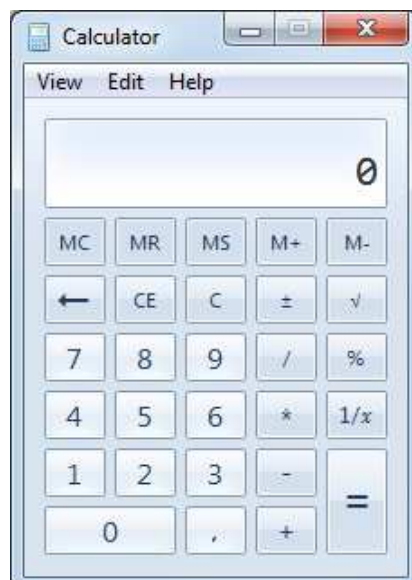 Calculator
View Edit Help
0
MC MR MS M+ M-
← CE C ± √
7 8 9 / %
4 5 6 * 1/x
1 2 3 - =
0 , +